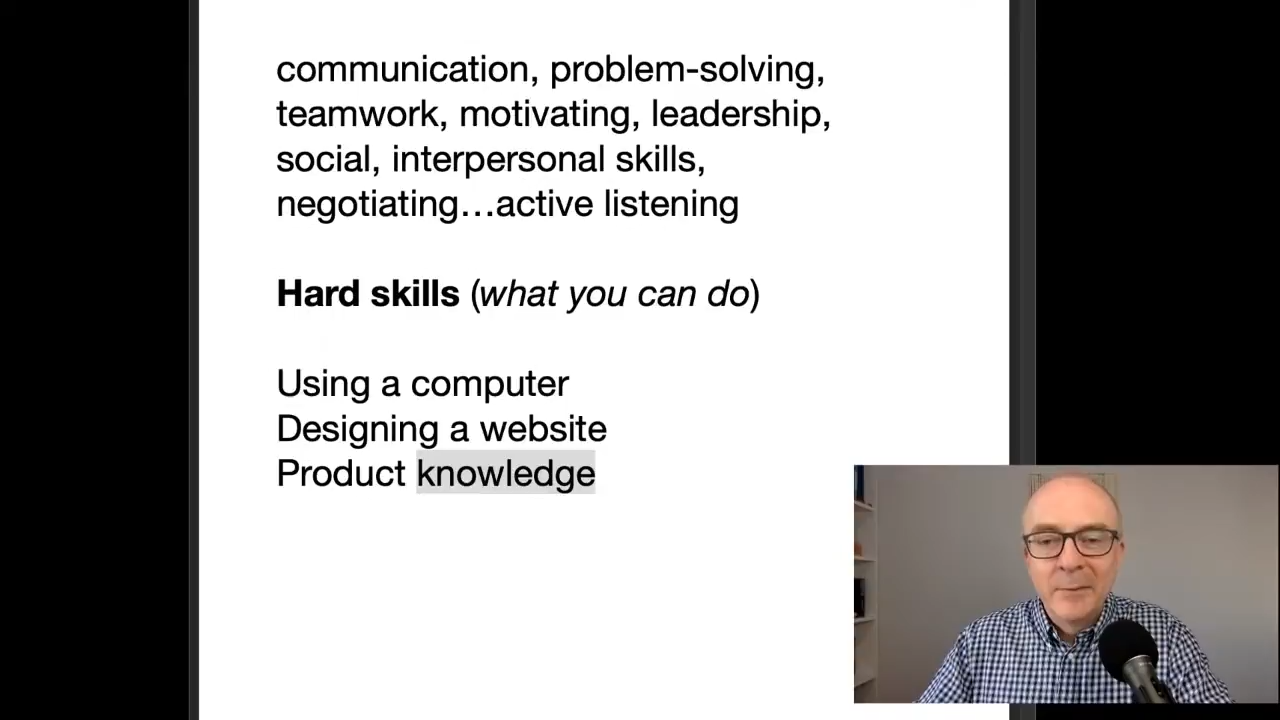 communication, problem-solving,
teamwork, motivating, leadership,
social, interpersonal skills,
negotiating…active listening
Hard skills (what you can do)
Using a computer
Designing a website
Product knowledge